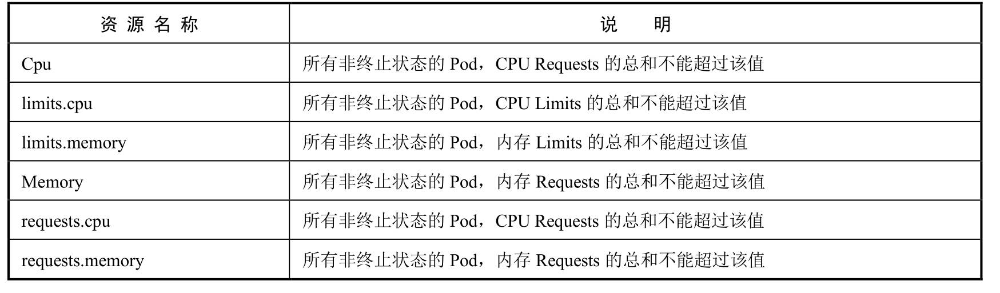 资源名称 说明
Cpu 所有非终止状态的 Pod，CPU Requests 的总和不能超过该值
limits.cpu 所有非终止状态的 Pod，CPU Limits 的总和不能超过该值
limits.memory 所有非终止状态的 Pod，内存 Limits 的总和不能超过该值
Memory 所有非终止状态的 Pod，内存 Requests 的总和不能超过该值
requests.cpu 所有非终止状态的 Pod，CPU Requests 的总和不能超过该值
requests.memory 所有非终止状态的 Pod，内存 Requests 的总和不能超过该值